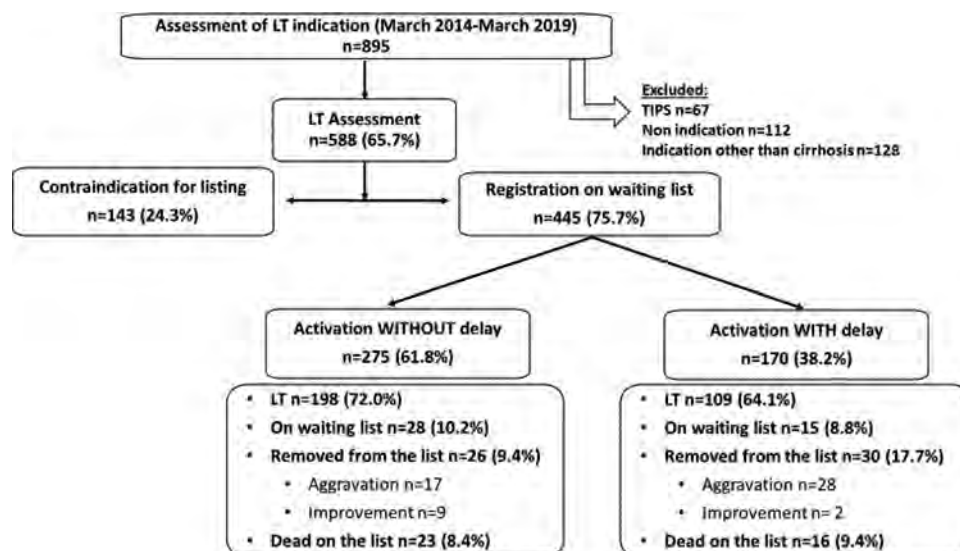 Assessment of LT indication (March 2014-March 2019)
n=895
Excluded:
TIPS n=67
Non indication n=112
Indication other than cirrhosis n=128
LT Assessment
n=588 (65.7%)
Contraindication for listing
n=143 (24.3%)
Registration on waiting list
n=445 (75.7%)
Activation WITHOUT delay
n=275 (61.8%)
Activation WITH delay
n=170 (38.2%)
• LT n=198 (72.0%)
• On waiting list n=28 (10.2%)
• Removed from the list n=26 (9.4%)
• Aggravation n=17
• Improvement n=9
• Dead on the list n=23 (8.4%)
• LT n=109 (64.1%)
• On waiting list n=15 (8.8%)
• Removed from the list n=30 (17.7%)
• Aggravation n=28
• Improvement n= 2
• Dead on the list n=16 (9.4%)